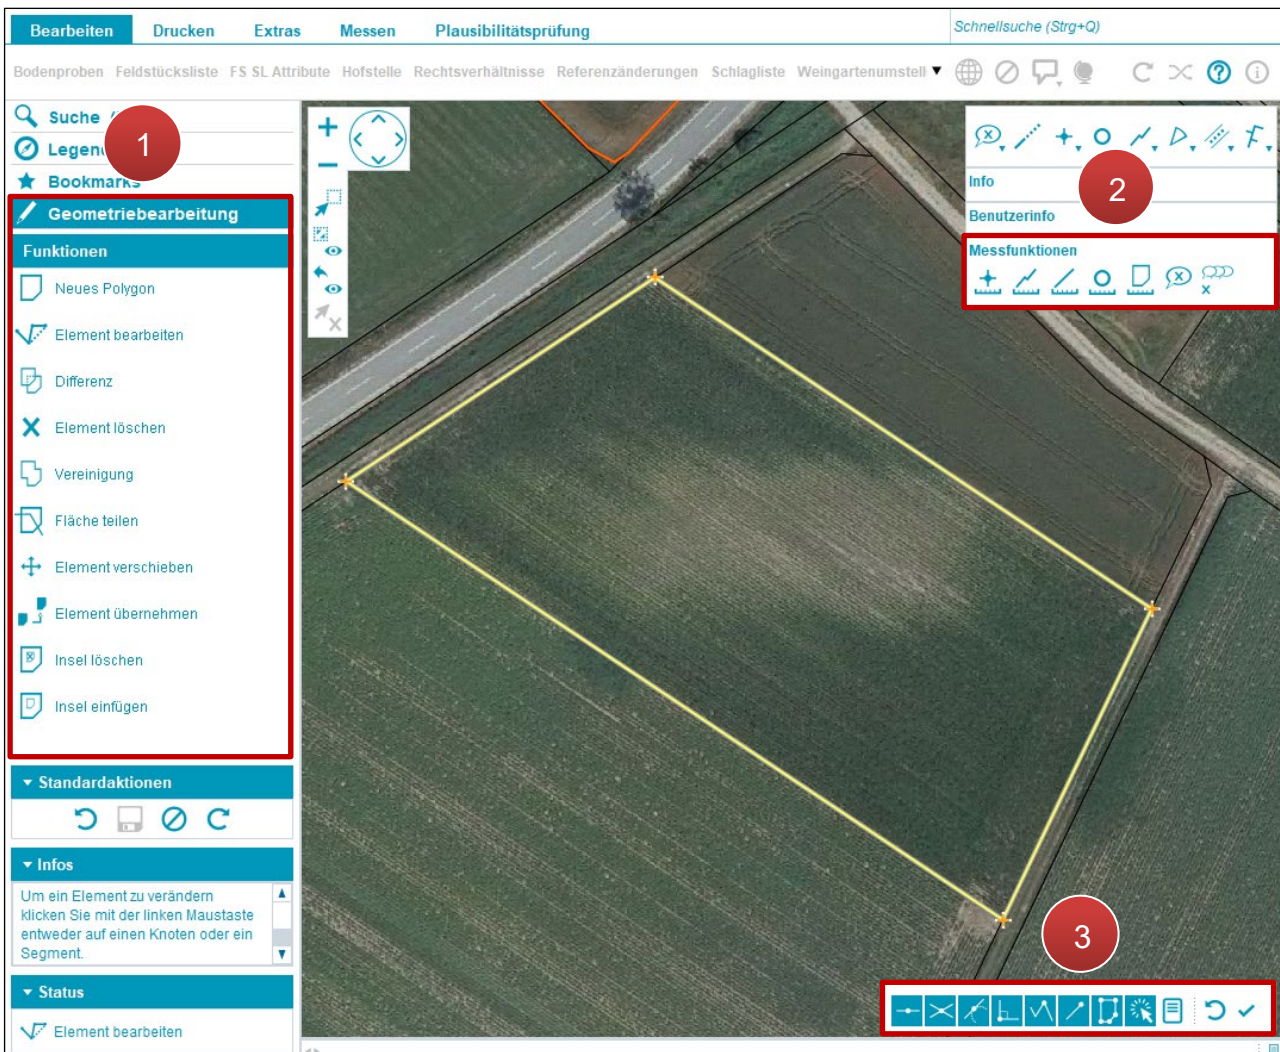 Bearbeiten Drucken Extras Messen Plausibilitätsprüfung Schnellsuche (Strg+Q)
Bodenproben Feldstücksliste FS SL Attribute Hofstelle Rechtsverhältnisse Referenzänderungen Schlagliste Weingartenumstell
Suche
1
Legen
Bookmarks
Geometriebearbeitung
Funktionen
Neues Polygon
Element bearbeiten
Differenz
Element löschen
Vereinigung
Fläche teilen
Element verschieben
Element übernehmen
Insel löschen
Insel einfügen
Standardaktionen
Infos
Um ein Element zu verändern
klicken Sie mit der linken Maustaste
entweder auf einen Knoten oder ein
Segment.
Status
Element bearbeiten
Info
2
Benutzerinfo
Messfunktionen
3